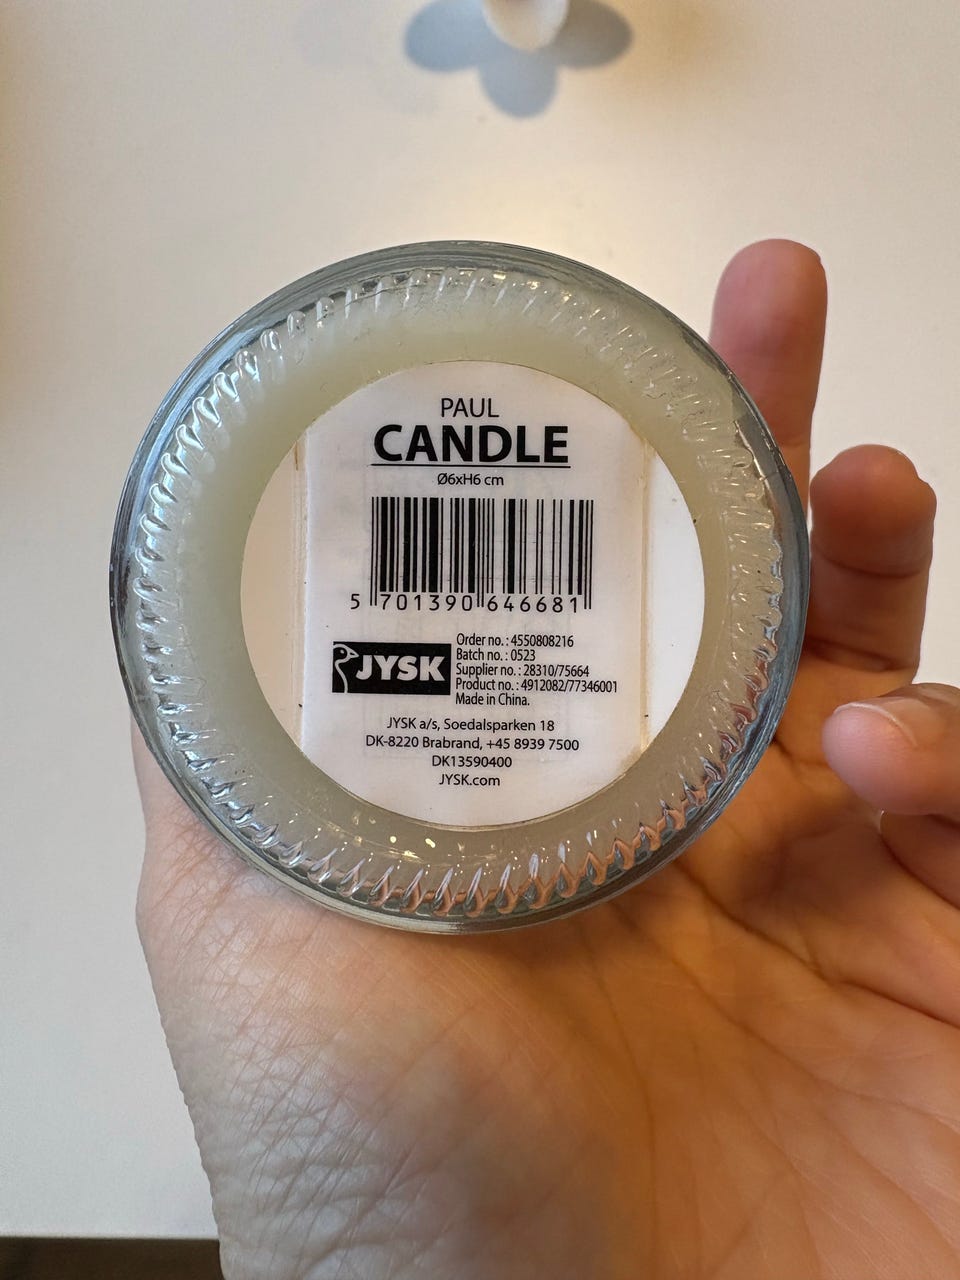 PAUL
CANDLE
Ø6xH6 cm
5 701390 646681
JYSK
Order no. : 4550808216
Batch no. : 0523
Supplier no. : 28310/75664
Product no. : 4912082/77346001
Made in China.
JYSK a/s, Soedalsparken 18
DK-8220 Brabrand, +45 8939 7500
DK13590400
JYSK.com